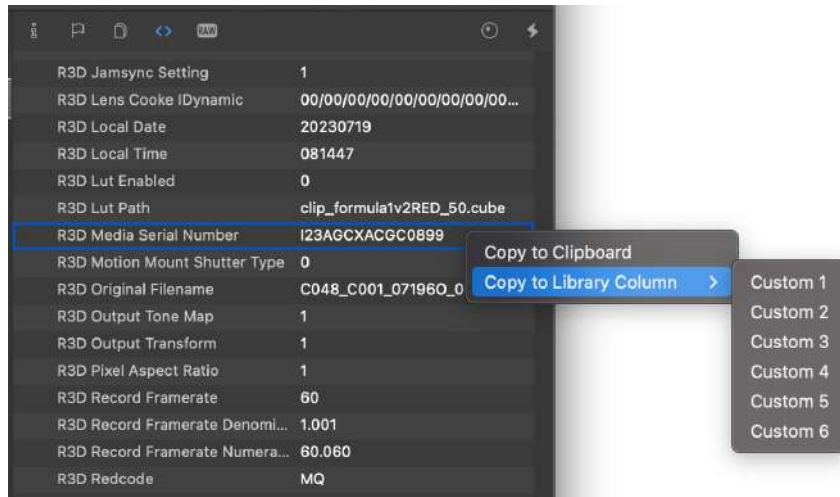 RAW
R3D Jamsync Setting 1
R3D Lens Cooke IDynamic 00/00/00/00/00/00/00/00/00...
R3D Local Date 20230719
R3D Local Time 081447
R3D Lut Enabled 0
R3D Lut Path clip_formula1v2RED_50.cube
R3D Media Serial Number I23AGCXACGC0899
R3D Motion Mount Shutter Type 0
R3D Original Filename C048_C001_07196O_0
R3D Output Tone Map 1
R3D Output Transform 1
R3D Pixel Aspect Ratio 1
R3D Record Framerate 60
R3D Record Framerate Denomi... 1.001
R3D Record Framerate Numera... 60.060
R3D Redcode MQ
Copy to Clipboard
Copy to Library Column
Custom 1
Custom 2
Custom 3
Custom 4
Custom 5
Custom 6